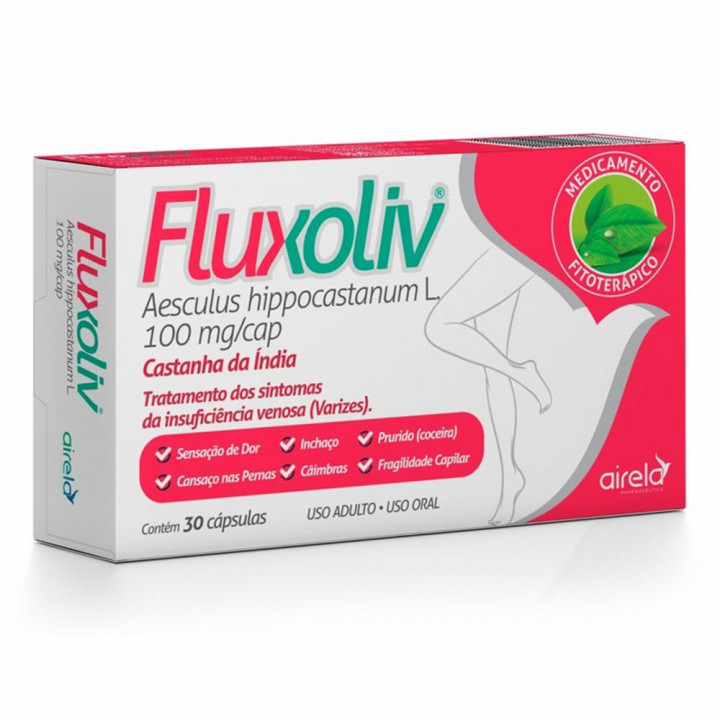 Fluxoliv®
Aesculus hippocastanum L.
100 mg/cap
Castanha da Índia
Tratamento dos sintomas
da insuficiência venosa (Varizes).
Sensação de Dor
Inchaço
Prurido (coceira)
Cansaço nas Pernas
Câimbras
Fragilidade Capilar
Contém 30 cápsulas
USO ADULTO • USO ORAL
MEDICAMENTO
FITOTERÁPICO
airela
PHARMACÊUTICA
Fluxoliv®
Aesculus hippocastanum L.
100 mg/cap
airela